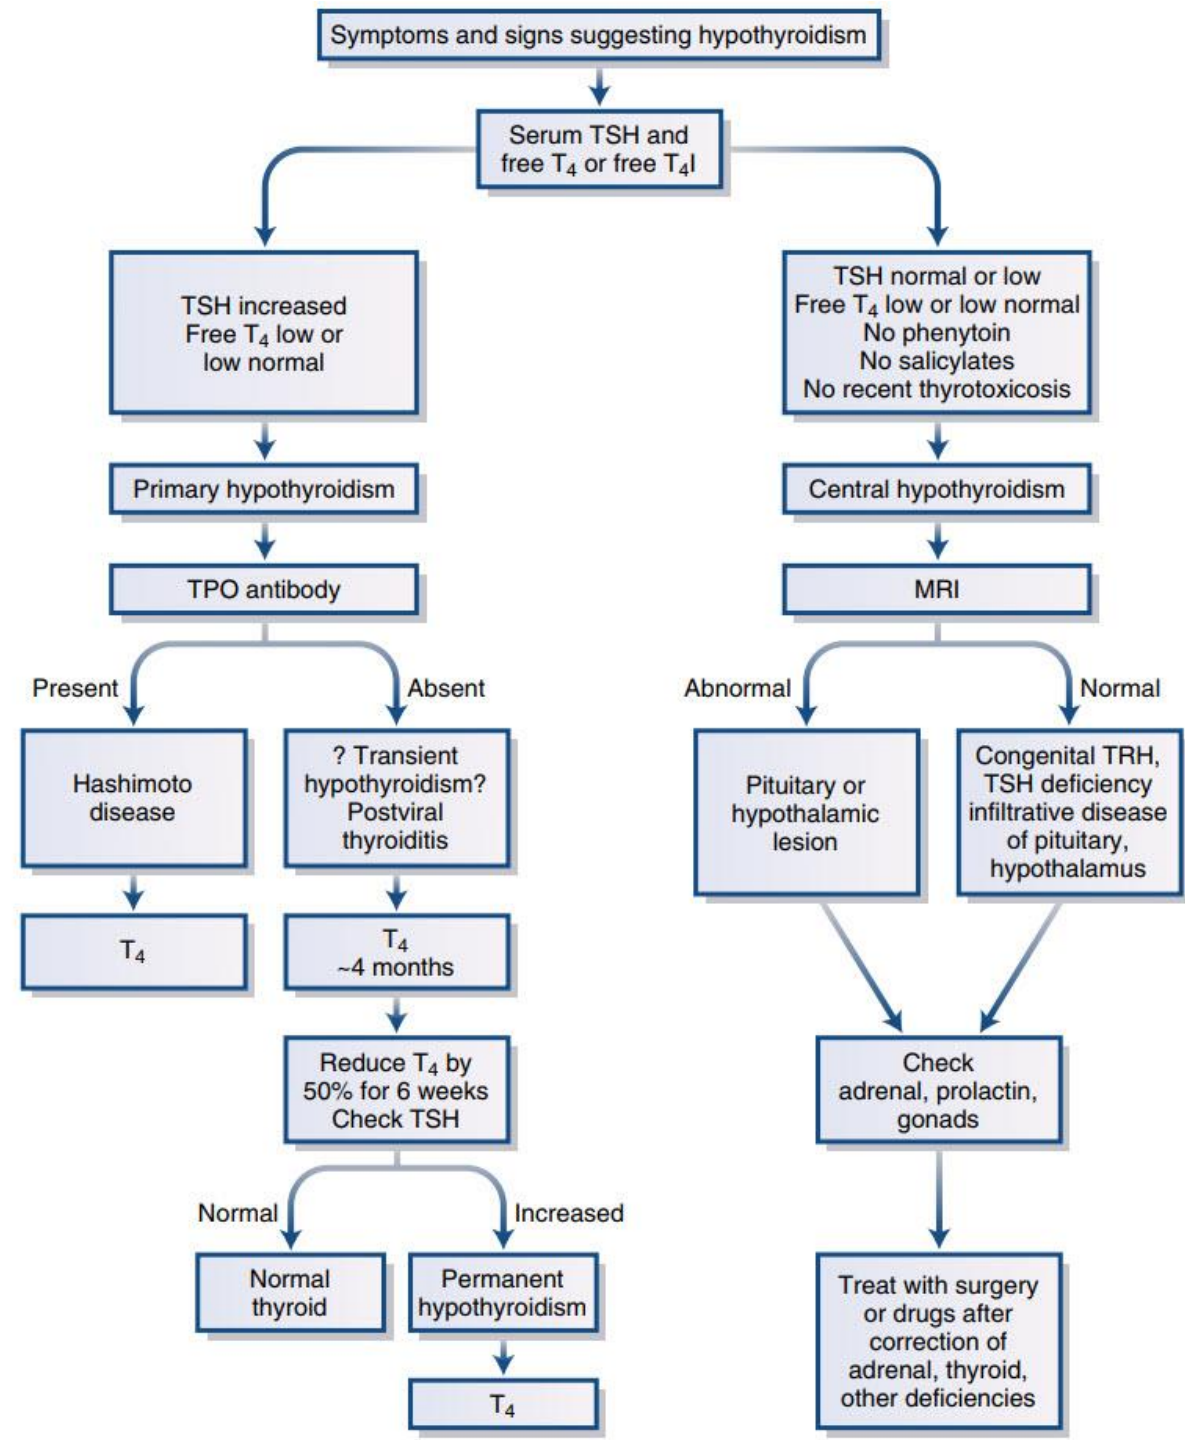 Symptoms and signs suggesting hypothyroidism
Serum TSH and
free T₄ or free T₄I
TSH increased
Free T₄ low or
low normal
TSH normal or low
Free T₄ low or low normal
No phenytoin
No salicylates
No recent thyrotoxicosis
Primary hypothyroidism
Central hypothyroidism
TPO antibody
MRI
Present
Absent
Abnormal
Normal
Hashimoto
disease
? Transient
hypothyroidism?
Postviral
thyroiditis
Pituitary or
hypothalamic
lesion
Congenital TRH,
TSH deficiency
infiltrative disease
of pituitary,
hypothalamus
T₄
T₄
~4 months
Reduce T₄ by
50% for 6 weeks
Check TSH
Check
adrenal, prolactin,
gonads
Normal
Increased
Normal
thyroid
Permanent
hypothyroidism
Treat with surgery
or drugs after
correction of
adrenal, thyroid,
other deficiencies
T₄